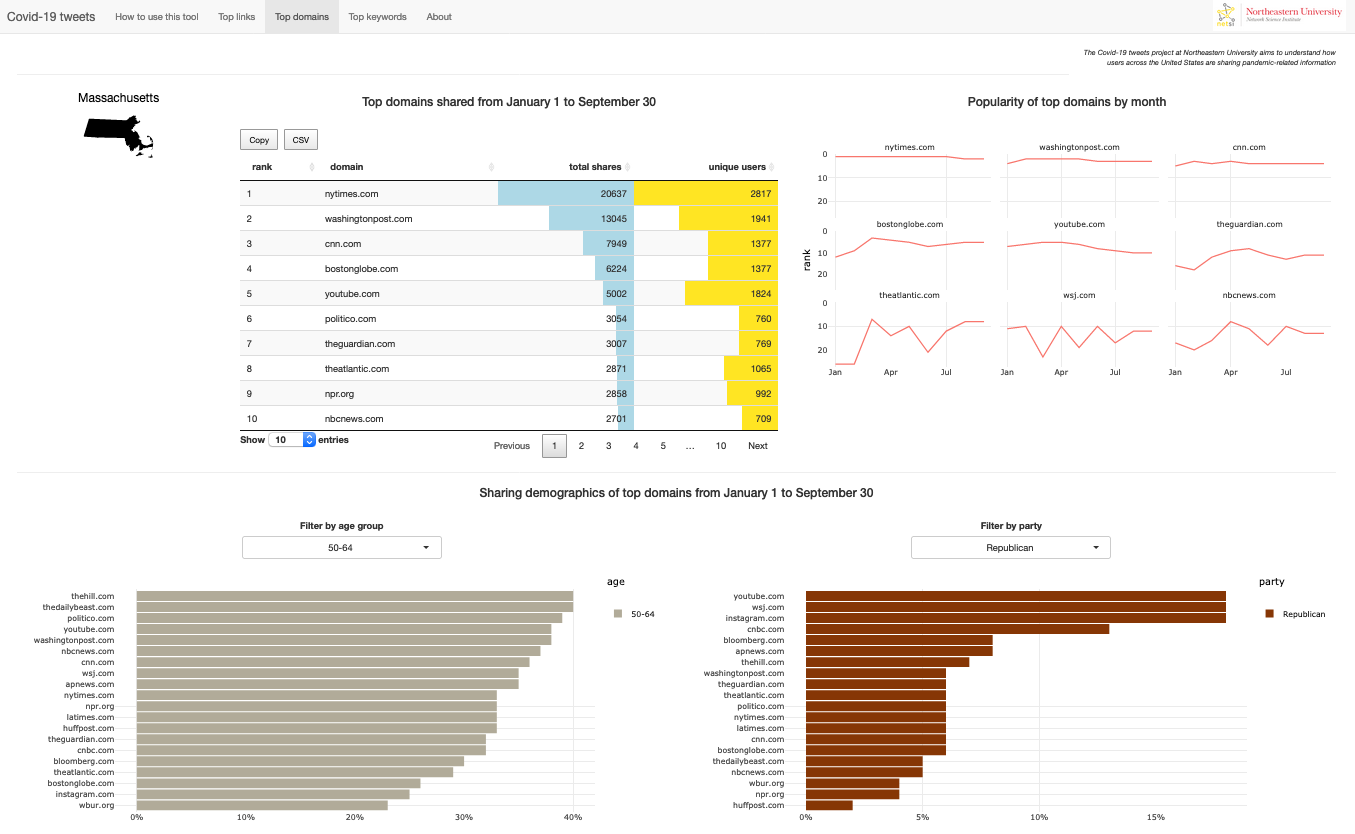 Covid-19 tweets How to use this tool Top links Top domains Top keywords About
Northeastern University
Network Science Institute
The Covid-19 tweets project at Northeastern University aims to understand how
users across the United States are sharing pandemic-related information
Massachusetts
Top domains shared from January 1 to September 30
Copy CSV
rank domain total shares unique users
1 nytimes.com 20637 2817
2 washingtonpost.com 13045 1941
3 cnn.com 7949 1377
4 bostonglobe.com 6224 1377
5 youtube.com 5002 1824
6 politico.com 3054 760
7 theguardian.com 3007 769
8 theatlantic.com 2871 1065
9 npr.org 2858 992
10 nbcnews.com 2701 709
Show 10 entries
Previous 1 2 3 4 5 ... 10 Next
Popularity of top domains by month
nytimes.com washingtonpost.com cnn.com
0
10
20
bostonglobe.com youtube.com theguardian.com
0
10
20
rank
theatlantic.com wsj.com nbcnews.com
0
10
20
Jan Apr Jul Jan Apr Jul Jan Apr Jul
Sharing demographics of top domains from January 1 to September 30
Filter by age group
50-64
age
50-64
thehill.com
thedailybeast.com
politico.com
youtube.com
washingtonpost.com
nbcnews.com
cnn.com
wsj.com
apnews.com
nytimes.com
npr.org
latimes.com
huffpost.com
theguardian.com
cnbc.com
bloomberg.com
theatlantic.com
bostonglobe.com
instagram.com
wbur.org
0% 10% 20% 30% 40%
Filter by party
Republican
party
Republican
youtube.com
wsj.com
instagram.com
cnbc.com
bloomberg.com
apnews.com
thehill.com
washingtonpost.com
theguardian.com
theatlantic.com
politico.com
nytimes.com
latimes.com
cnn.com
bostonglobe.com
thedailybeast.com
nbcnews.com
wbur.org
npr.org
huffpost.com
0% 5% 10% 15%